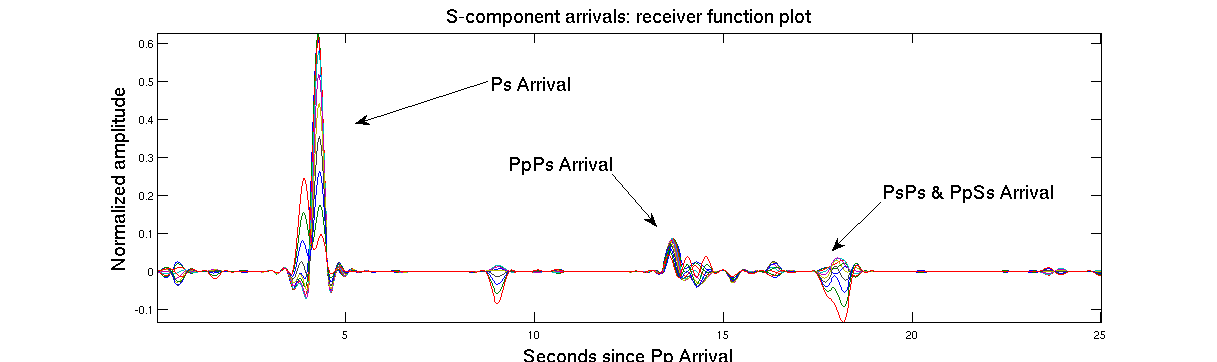 S-component arrivals: receiver function plot
0.6
0.5
0.4
0.3
0.2
0.1
0
-0.1
Normalized amplitude
Ps Arrival
PpPs Arrival
PsPs & PpSs Arrival
5 10 15 20 25
Seconds since Pp Arrival